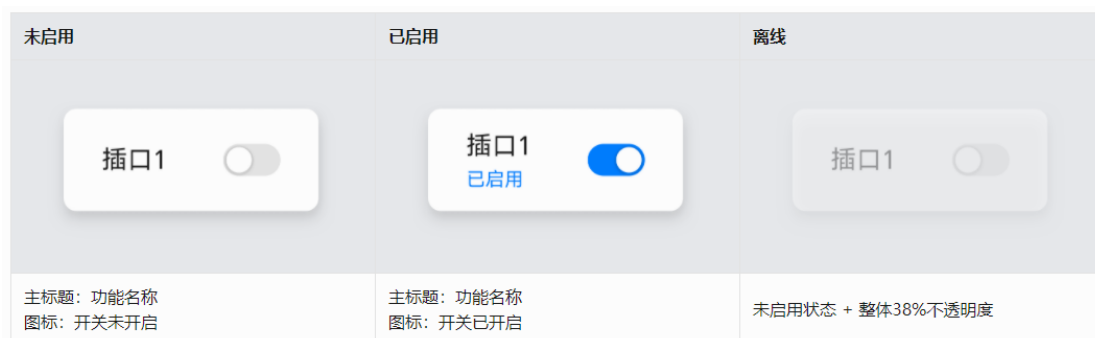 未启用
已启用
离线
插口1
插口1
已启用
插口1
主标题：功能名称
图标：开关未开启
主标题：功能名称
图标：开关已开启
未启用状态 + 整体38%不透明度